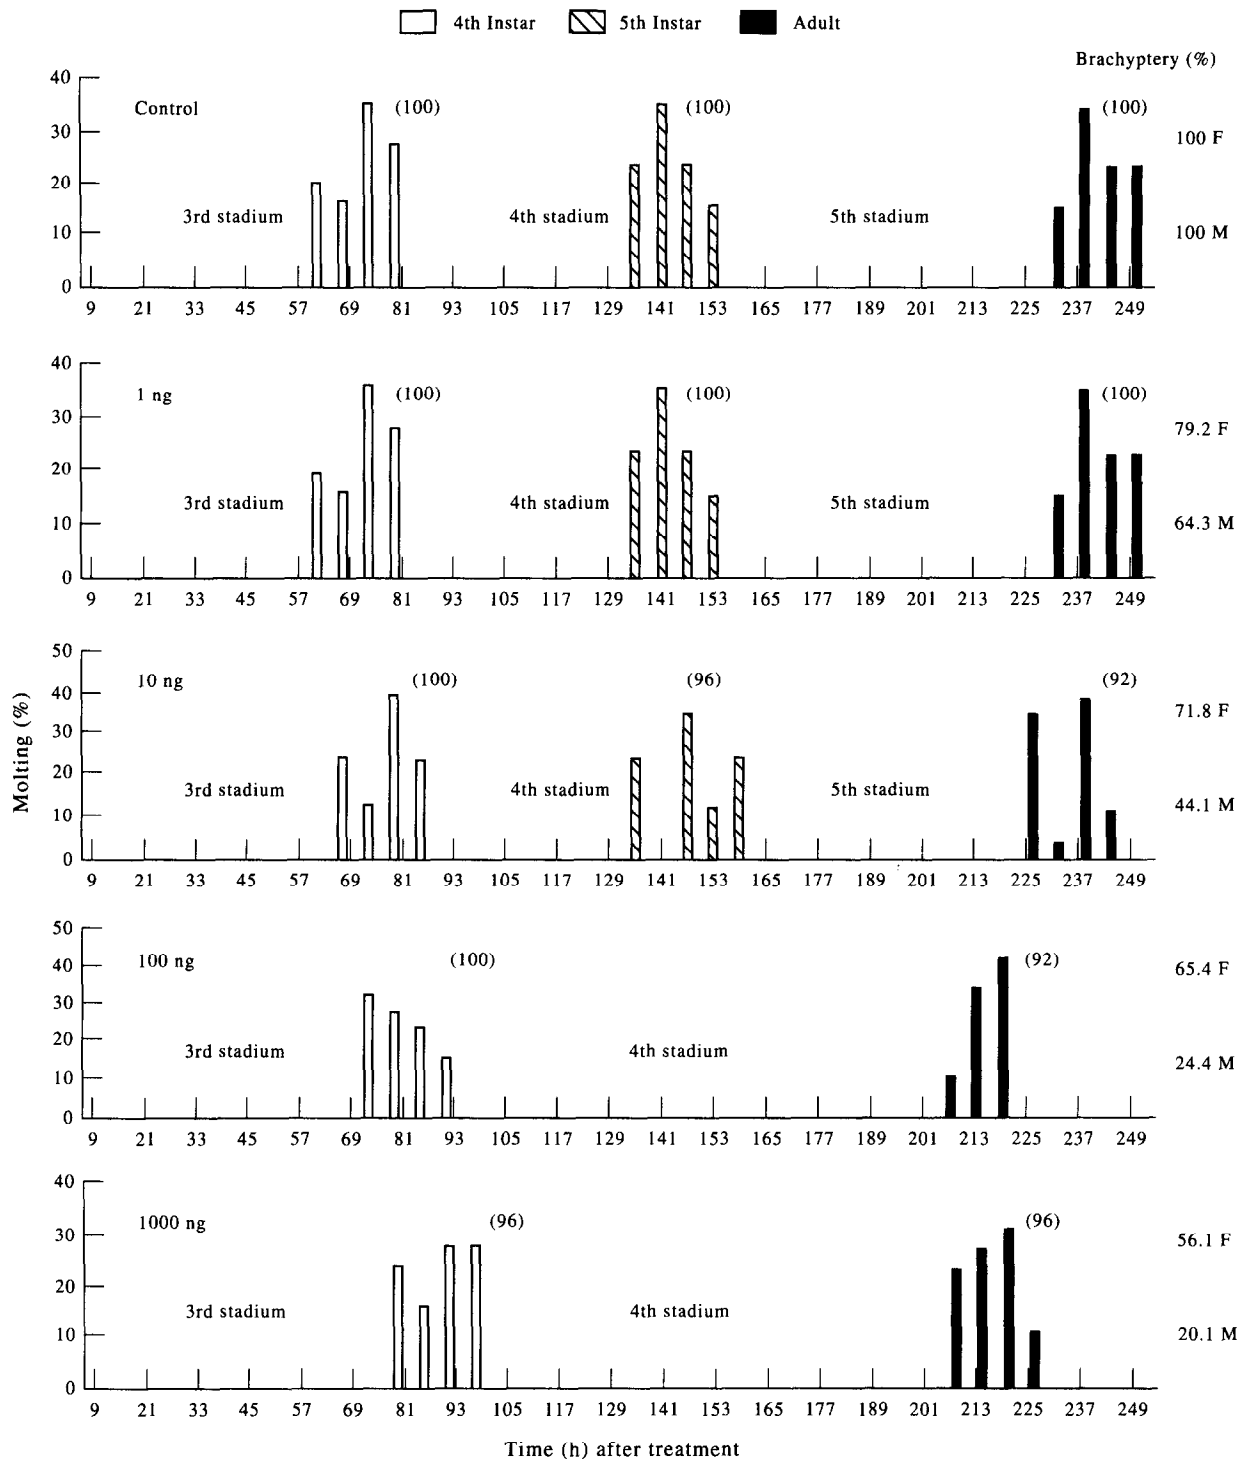 4th Instar 5th Instar Adult
Brachyptery (%)
40
Control (100) (100) (100)
30
100 F
20
3rd stadium 4th stadium 5th stadium
10
100 M
0
9 21 33 45 57 69 81 93 105 117 129 141 153 165 177 189 201 213 225 237 249
40
1 ng (100) (100) (100)
30
79.2 F
20
3rd stadium 4th stadium 5th stadium
10
64.3 M
0
9 21 33 45 57 69 81 93 105 117 129 141 153 165 177 189 201 213 225 237 249
50
10 ng (100) (96) (92)
40
71.8 F
30
20
3rd stadium 4th stadium 5th stadium
10
44.1 M
0
9 21 33 45 57 69 81 93 105 117 129 141 153 165 177 189 201 213 225 237 249
Molting (%)
50
100 ng (100) (92)
40
65.4 F
30
20
3rd stadium 4th stadium
10
24.4 M
0
9 21 33 45 57 69 81 93 105 117 129 141 153 165 177 189 201 213 225 237 249
40
1000 ng (96) (96)
30
56.1 F
20
3rd stadium 4th stadium
10
20.1 M
0
9 21 33 45 57 69 81 93 105 117 129 141 153 165 177 189 201 213 225 237 249
Time (h) after treatment